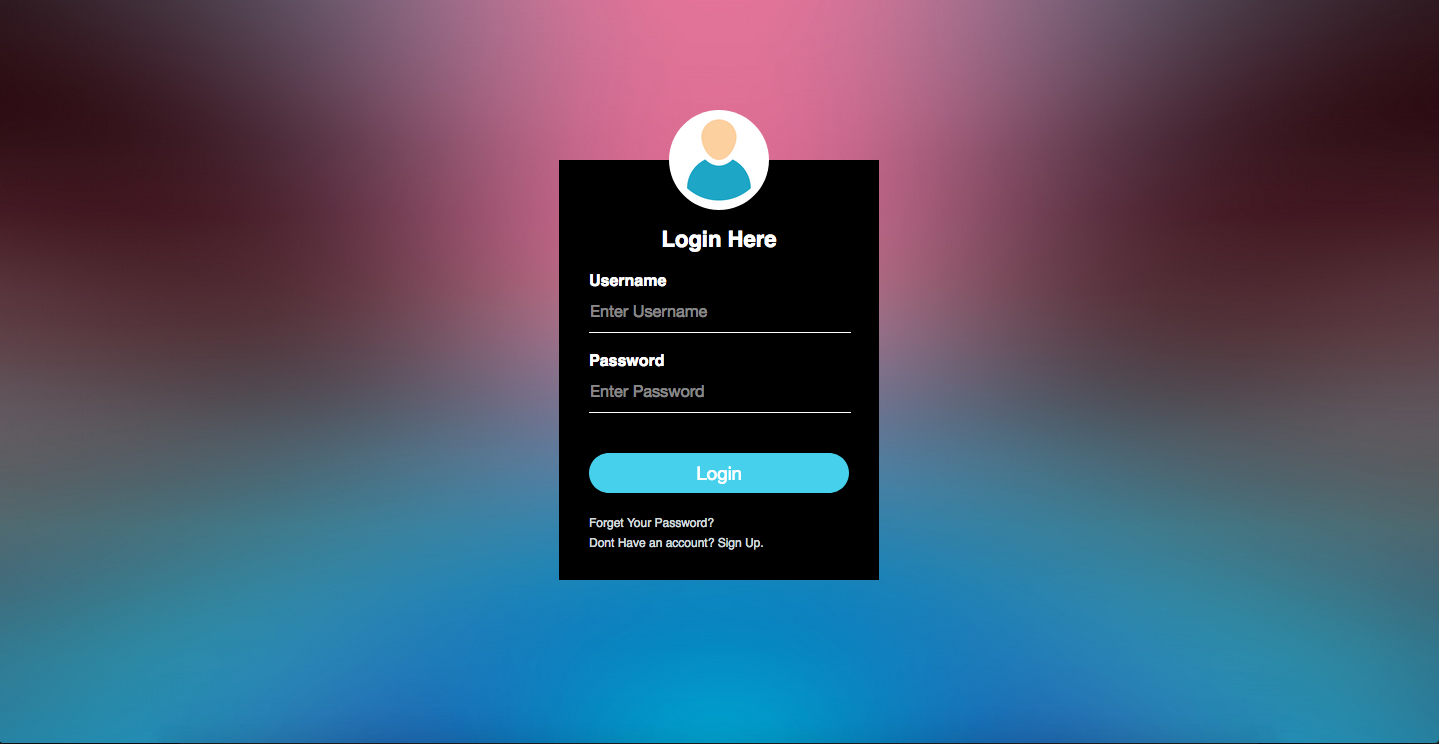 Login Here
Username
Enter Username
Password
Enter Password
Login
Forget Your Password?
Dont Have an account? Sign Up.